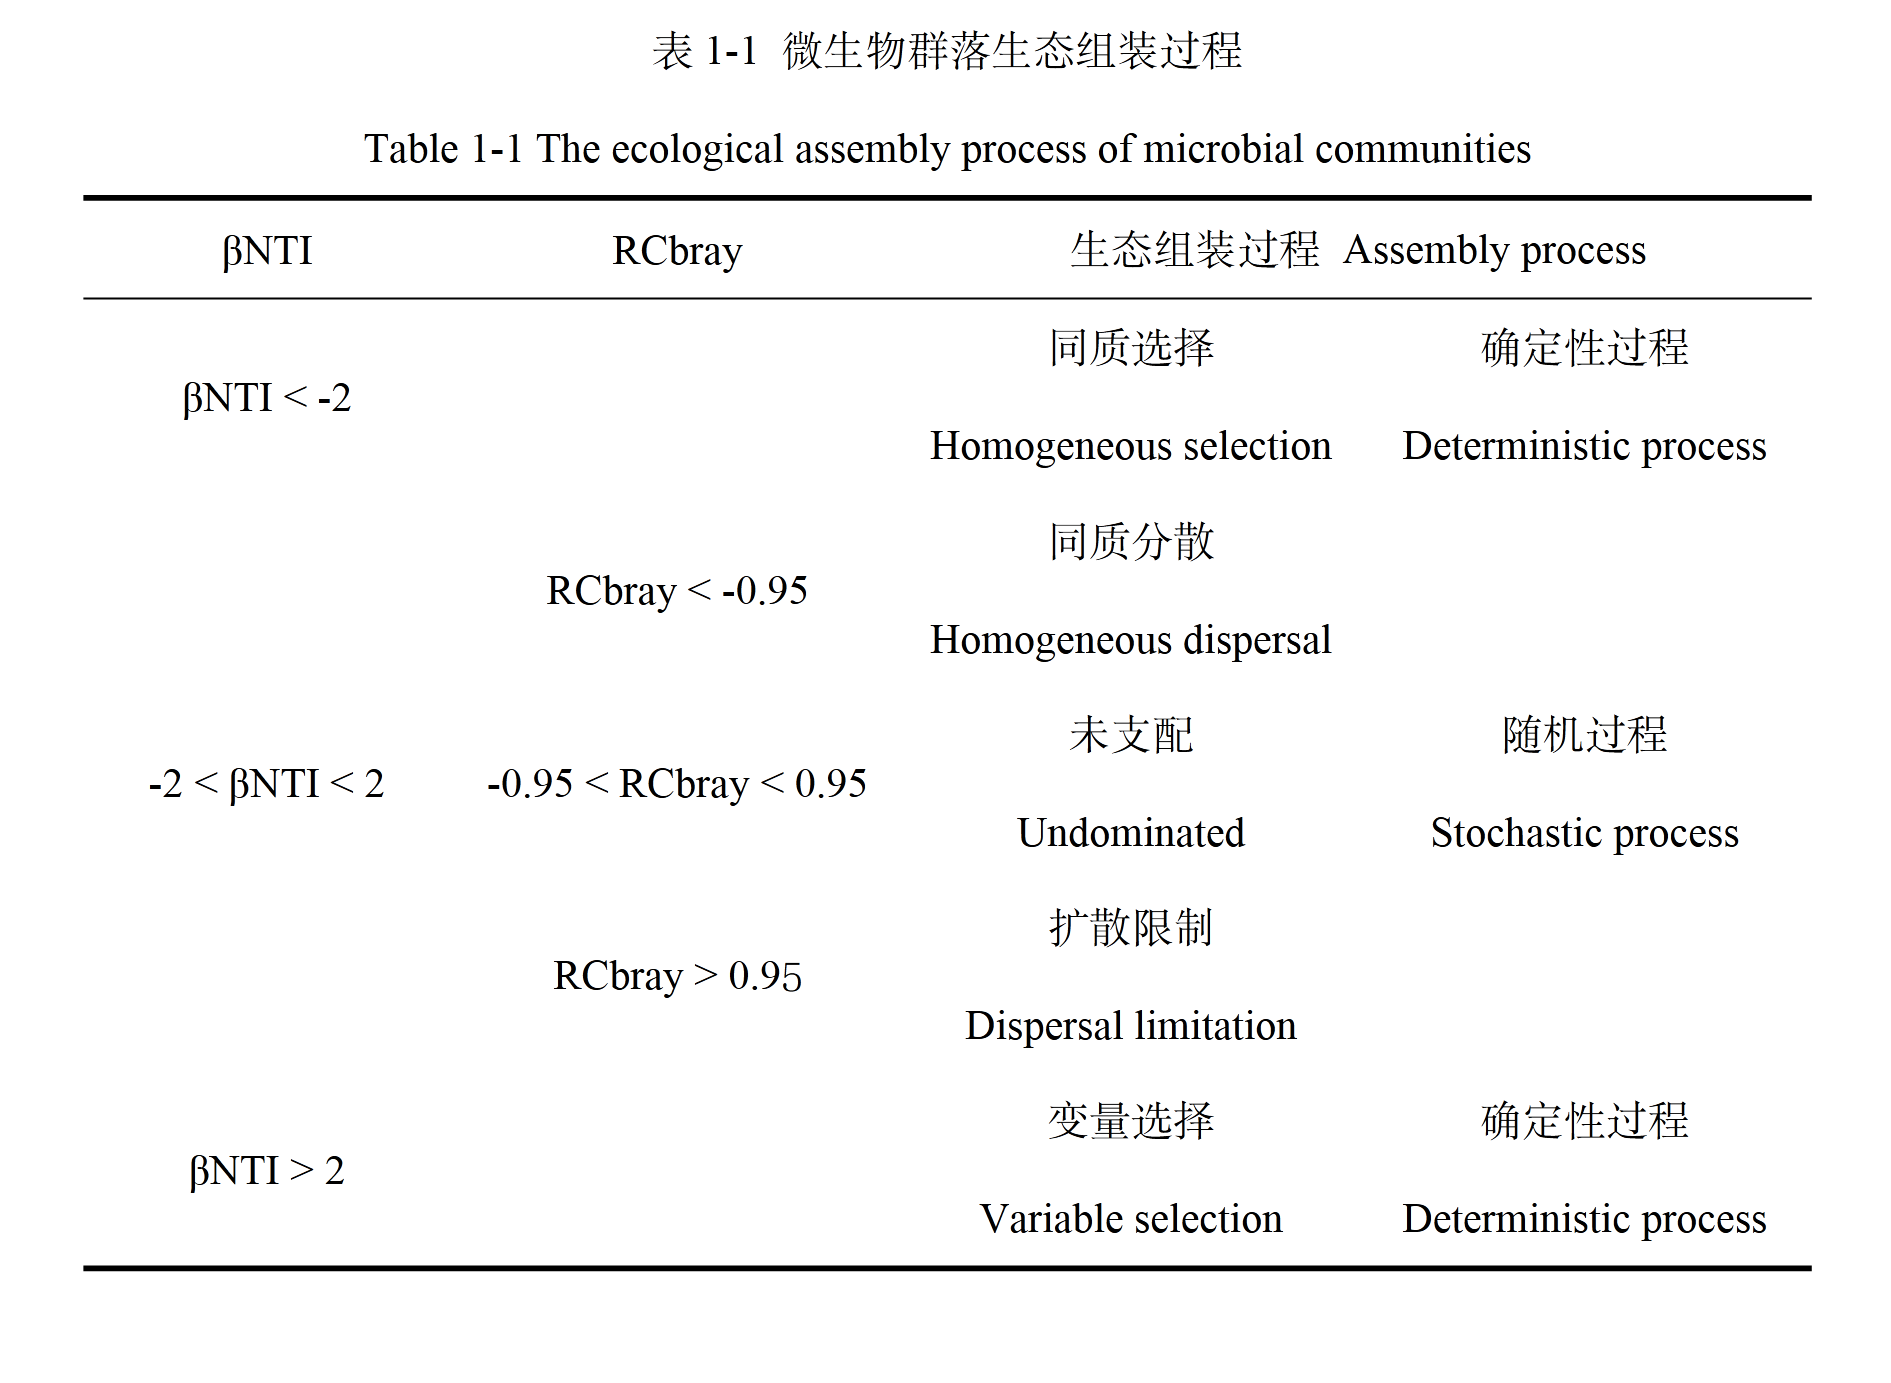 表 1-1 微生物群落生态组装过程
Table 1-1 The ecological assembly process of microbial communities
βNTI RCbray 生态组装过程 Assembly process
βNTI < -2
同质选择 确定性过程
Homogeneous selection Deterministic process
RCbray < -0.95
同质分散
Homogeneous dispersal
-2 < βNTI < 2 -0.95 < RCbray < 0.95
未支配 随机过程
Undominated Stochastic process
RCbray > 0.95
扩散限制
Dispersal limitation
βNTI > 2
变量选择 确定性过程
Variable selection Deterministic process